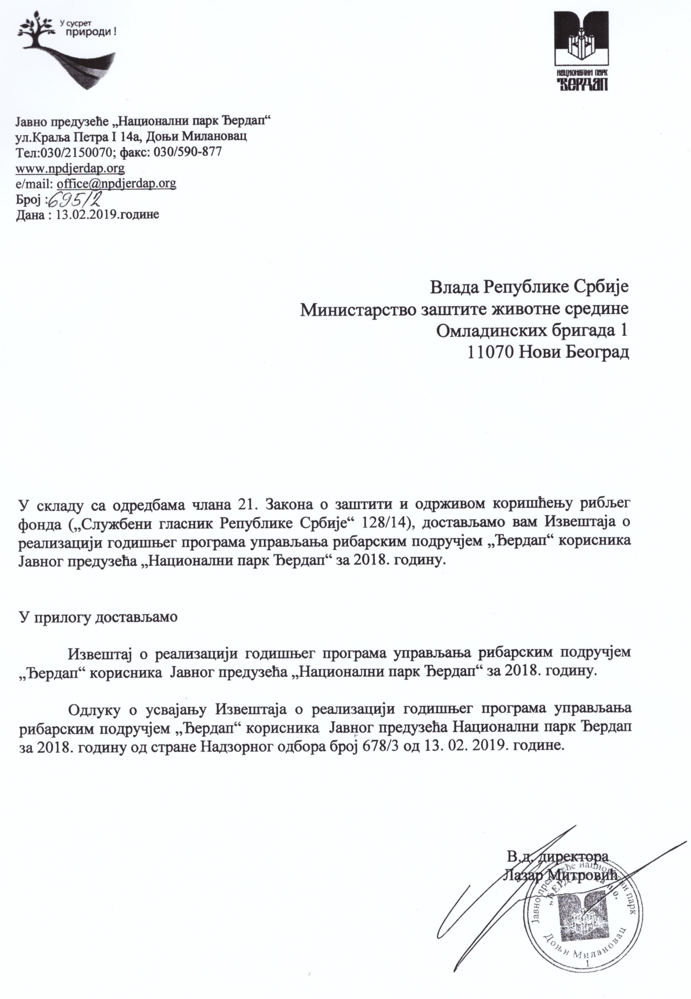 У сусрет
природи !
НАЦИОНАЛНИ ПАРК
ЂЕРДАП
Јавно предузеће „Национални парк Ђердап“
ул.Краља Петра I 14а, Доњи Милановац
Тел:030/2150070; факс: 030/590-877
www.npdjerdap.org
e/mail: office@npdjerdap.org
Број :695/2
Дана : 13.02.2019.године
Влада Републике Србије
Министарство заштите животне средине
Омладинских бригада 1
11070 Нови Београд
У складу са одредбама члана 21. Закона о заштити и одрживом коришћењу рибљег
фонда („Службени гласник Републике Србије“ 128/14), достављамо вам Извештаја о
реализацији годишњег програма управљања рибарским подручјем „Ђердап“ корисника
Јавног предузећа „Национални парк Ђердап“ за 2018. годину.
У прилогу достављамо
Извештај о реализацији годишњег програма управљања рибарским подручјем
„Ђердап“ корисника Јавног предузећа „Национални парк Ђердап“ за 2018. годину.
Одлуку о усвајању Извештаја о реализацији годишњег програма управљања
рибарским подручјем „Ђердап“ корисника Јавног предузећа Национални парк Ђердап
за 2018. годину од стране Надзорног одбора број 678/3 од 13. 02. 2019. године.
В.д. директора
Лазар Митровић
Јавно предузеће национални парк
„ЂЕРДАП“ са п.о.
Доњи Милановац
I